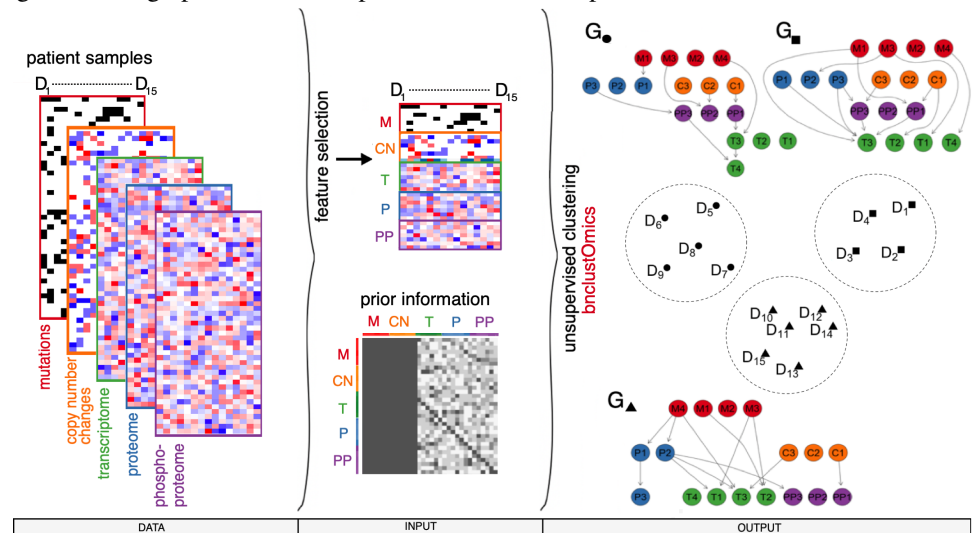 patient samples
D1 D15
mutations
copy number
changes
transcriptome
proteome
phospho-
proteome
feature selection
D1 D15
M
CN
T
P
PP
prior information
M CN T P PP
M
CN
T
P
PP
unsupervised clustering
bnclustOmics
G●
M1 M3 M2 M4
P3 P2 P1 C3 C2 C1
PP3 PP2 PP1
T3 T2 T1
T4
G■
M1 M3 M2 M4
P1 P2 P3 C3 C2 C1
PP3 PP2 PP1
T3 T2 T1 T4
D5
D6
D8
D9 D7
D1
D4
D3 D2
D10 D12
D11 D14
D15
D13
G▲
M4 M1 M2 M3
P1 P2 C3 C2 C1
P3 T4 T1 T3 T2 PP3 PP2 PP1
DATA INPUT OUTPUT